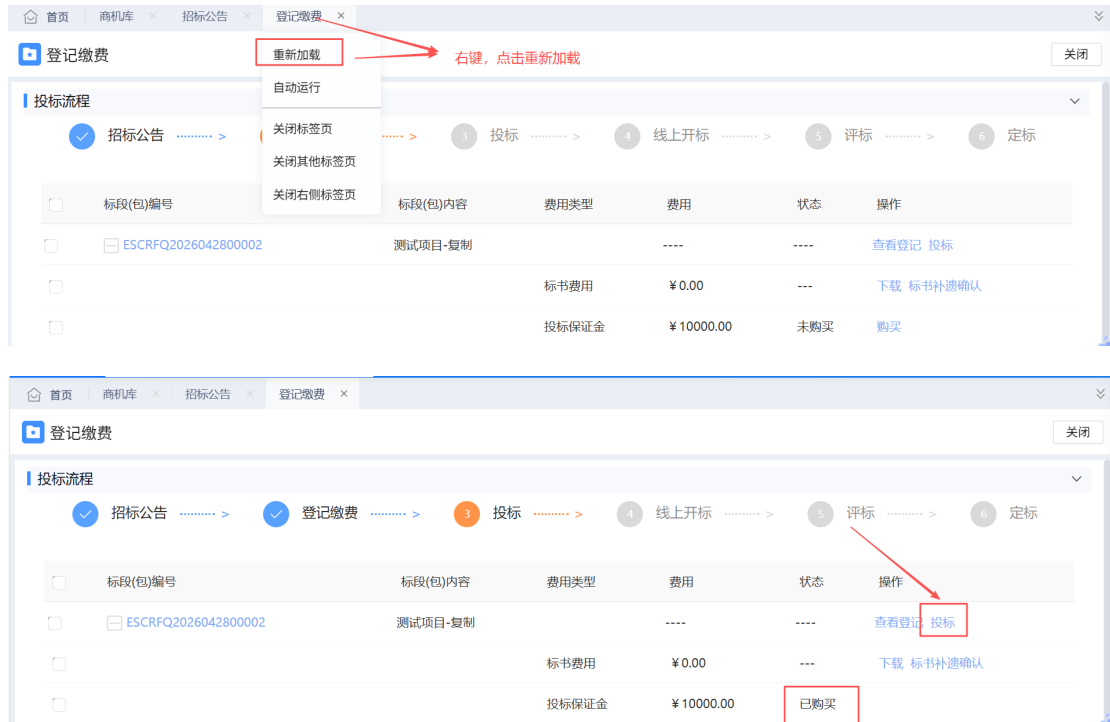 首页 商机库 × 招标公告 × 登记缴费 ×
登记缴费 关闭
重新加载
右键，点击重新加载
自动运行
关闭标签页
关闭其他标签页
关闭右侧标签页
投标流程
招标公告 ·········· > ····· > 3 投标 ·········· > 4 线上开标 ·········· > 5 评标 ·········· > 6 定标
标段(包)编号 标段(包)内容 费用类型 费用 状态 操作
ESCRFQ2026042800002 测试项目-复制 ---- ---- 查看登记 投标
标书费用 ¥0.00 --- 下载 标书补遗确认
投标保证金 ¥10000.00 未购买 购买
首页 商机库 × 招标公告 × 登记缴费 ×
登记缴费 关闭
投标流程
招标公告 ·········· > 登记缴费 ·········· > 3 投标 ·········· > 4 线上开标 ·········· > 5 评标 ·········· > 6 定标
标段(包)编号 标段(包)内容 费用类型 费用 状态 操作
ESCRFQ2026042800002 测试项目-复制 ---- ---- 查看登记 投标
标书费用 ¥0.00 --- 下载 标书补遗确认
投标保证金 ¥10000.00 已购买